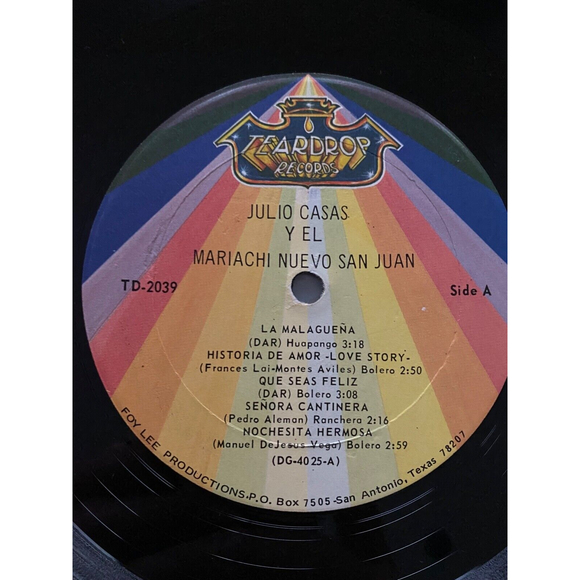 TEARDROP
RECORDS
JULIO CASAS
Y EL
MARIACHI NUEVO SAN JUAN
TD-2039
Side A
LA MALAGUEÑA
(DAR) Huapango 3:18
HISTORIA DE AMOR -LOVE STORY-
(Frances Lai-Montes Aviles) Bolero 2:50
QUE SEAS FELIZ
(DAR) Bolero 3:08
SEÑORA CANTINERA
(Pedro Aleman) Ranchera 2:16
NOCHESITA HERMOSA
(Manuel DeJesus Vega) Bolero 2:59
(DG-4025-A)
FOY LEE PRODUCTIONS-P.O. Box 7505-San Antonio, Texas 78207